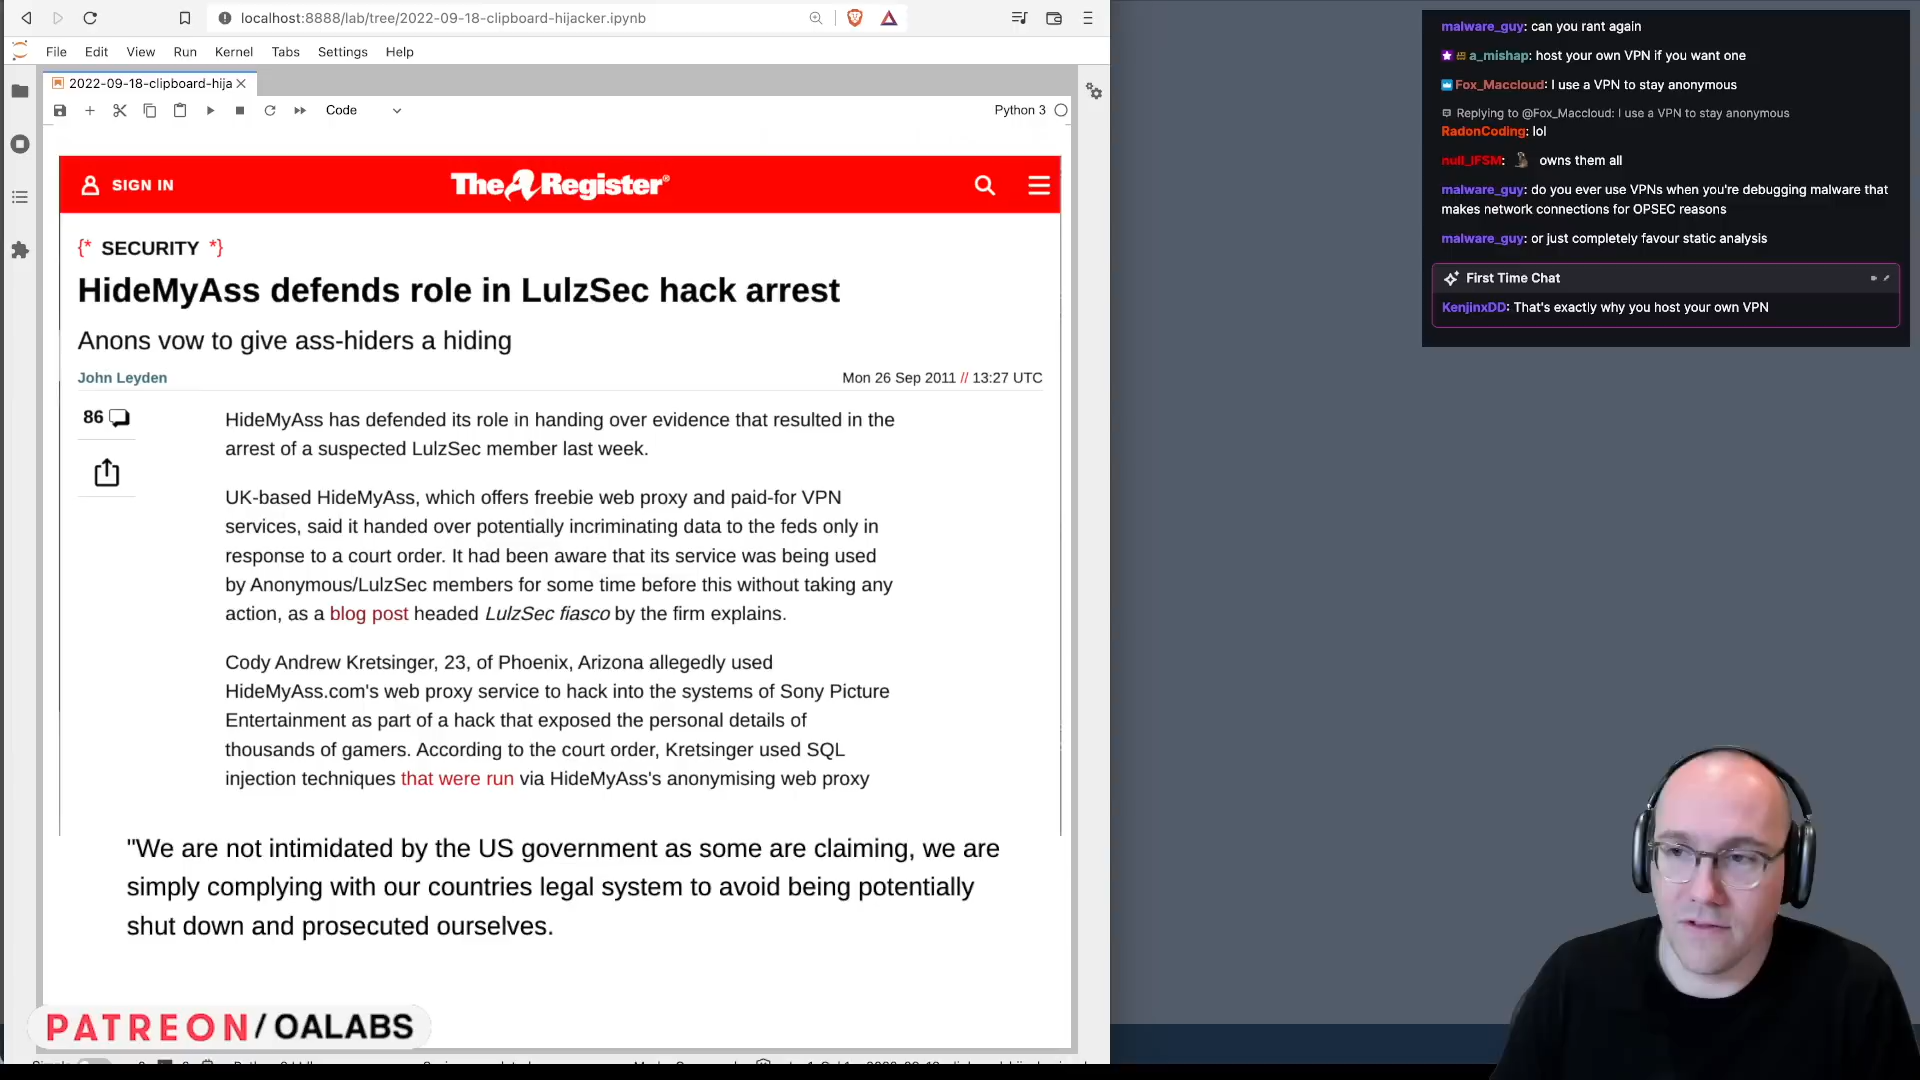 localhost:8888/lab/tree/2022-09-18-clipboard-hijacker.ipynb
File Edit View Run Kernel Tabs Settings Help
2022-09-18-clipboard-hija
Code
Python 3
SIGN IN
The Register
{* SECURITY *}
HideMyAss defends role in LulzSec hack arrest
Anons vow to give ass-hiders a hiding
John Leyden
Mon 26 Sep 2011 // 13:27 UTC
86
HideMyAss has defended its role in handing over evidence that resulted in the
arrest of a suspected LulzSec member last week.
UK-based HideMyAss, which offers freebie web proxy and paid-for VPN
services, said it handed over potentially incriminating data to the feds only in
response to a court order. It had been aware that its service was being used
by Anonymous/LulzSec members for some time before this without taking any
action, as a blog post headed LulzSec fiasco by the firm explains.
Cody Andrew Kretsinger, 23, of Phoenix, Arizona allegedly used
HideMyAss.com's web proxy service to hack into the systems of Sony Picture
Entertainment as part of a hack that exposed the personal details of
thousands of gamers. According to the court order, Kretsinger used SQL
injection techniques that were run via HideMyAss's anonymising web proxy
"We are not intimidated by the US government as some are claiming, we are
simply complying with our countries legal system to avoid being potentially
shut down and prosecuted ourselves.
PATREON/OALABS
malware_guy: can you rant again
a_mishap: host your own VPN if you want one
Fox_Maccloud: I use a VPN to stay anonymous
Replying to @Fox_Maccloud: I use a VPN to stay anonymous
RadonCoding: lol
null_IFSM: owns them all
malware_guy: do you ever use VPNs when you're debugging malware that
makes network connections for OPSEC reasons
malware_guy: or just completely favour static analysis
First Time Chat
KenjinxDD: That's exactly why you host your own VPN